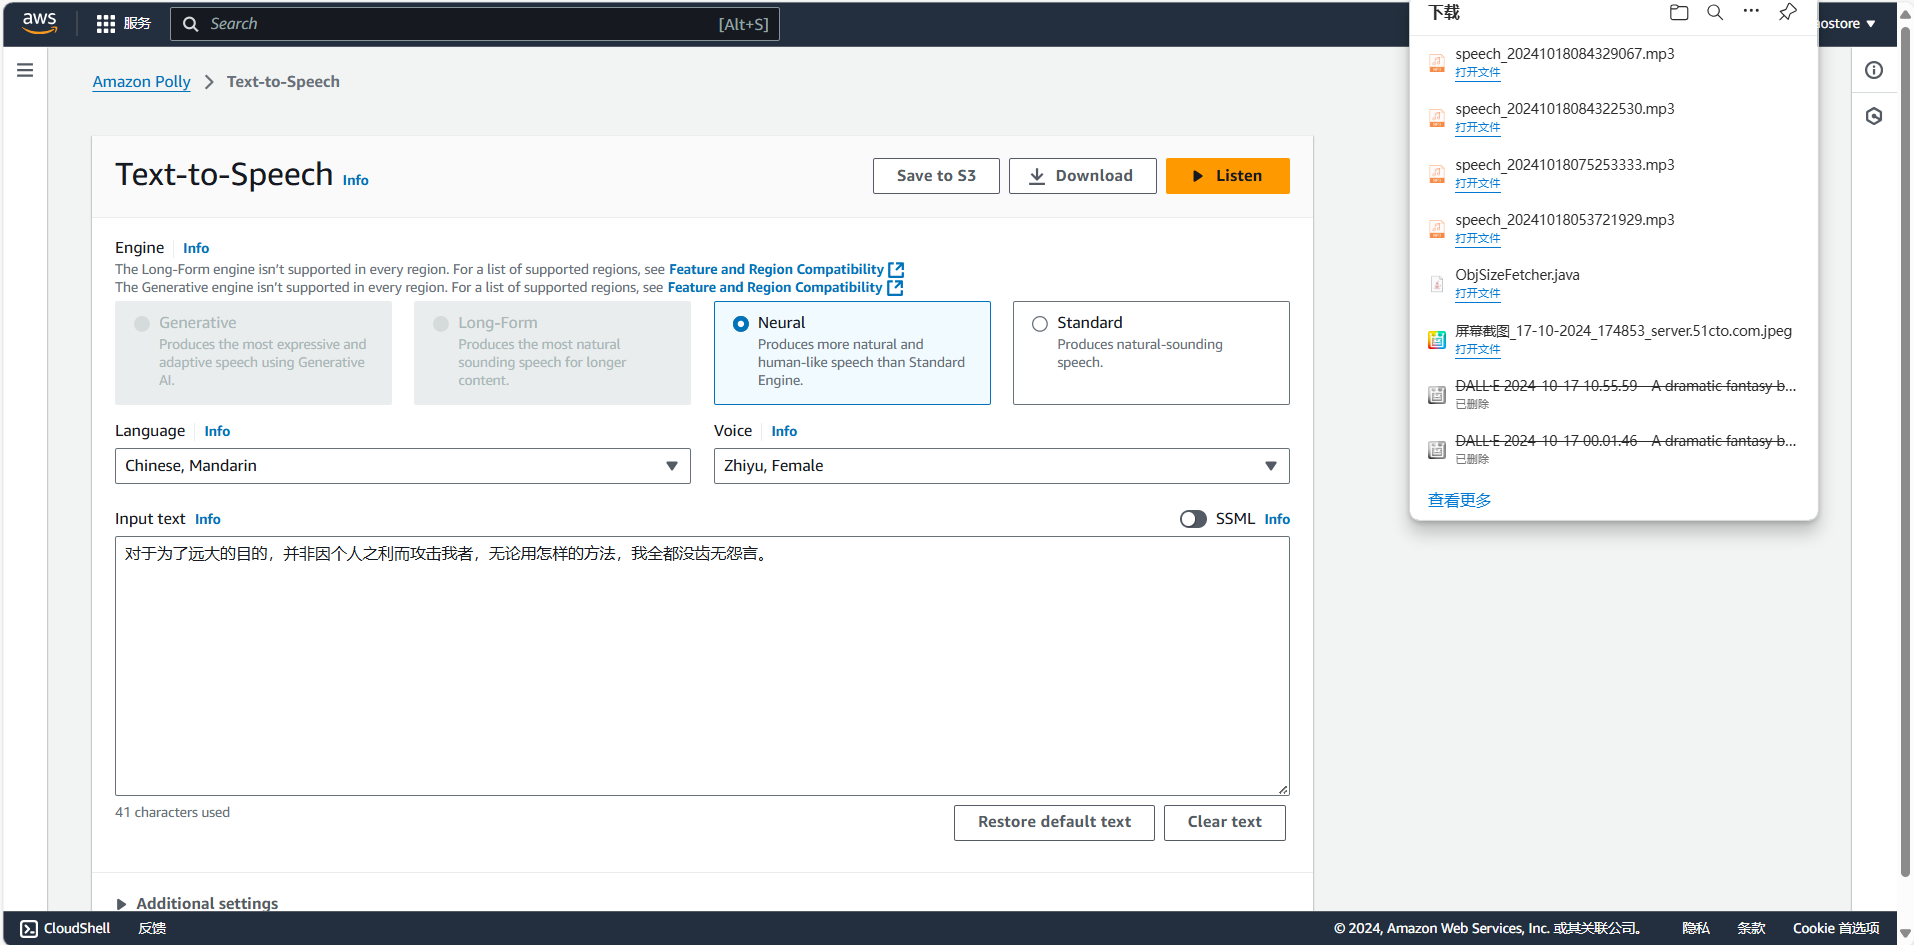 aws
服务
Search
[Alt+S]
ostore
Amazon Polly
Text-to-Speech
Text-to-Speech
Info
Save to S3
Download
Listen
Engine
Info
The Long-Form engine isn't supported in every region. For a list of supported regions, see Feature and Region Compatibility
The Generative engine isn't supported in every region. For a list of supported regions, see Feature and Region Compatibility
Generative
Produces the most expressive and
adaptive speech using Generative
AI.
Long-Form
Produces the most natural
sounding speech for longer
content.
Neural
Produces more natural and
human-like speech than Standard
Engine.
Standard
Produces natural-sounding
speech.
Language
Info
Chinese, Mandarin
Voice
Info
Zhiyu, Female
Input text
Info
SSML
Info
对于为了远大的目的，并非因个人之利而攻击我者，无论用怎样的方法，我全都没齿无怨言。
41 characters used
Restore default text
Clear text
Additional settings
下载
speech_20241018084329067.mp3
打开文件
speech_20241018084322530.mp3
打开文件
speech_20241018075253333.mp3
打开文件
speech_20241018053721929.mp3
打开文件
ObjSizeFetcher.java
打开文件
屏幕截图_17-10-2024_174853_server.51cto.com.jpeg
打开文件
DALL·E 2024-10-17 10.55.59 - A dramatic fantasy b...
已删除
DALL·E 2024-10-17 00.01.46 - A dramatic fantasy b...
已删除
查看更多
CloudShell
反馈
© 2024, Amazon Web Services, Inc. 或其关联公司。
隐私
条款
Cookie 首选项